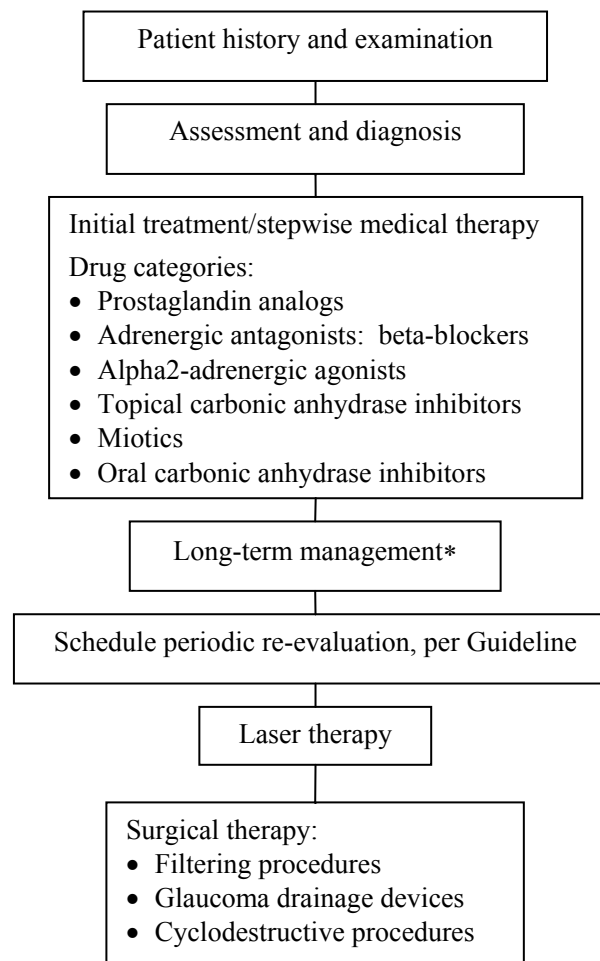 Patient history and examination
Assessment and diagnosis
Initial treatment/stepwise medical therapy
Drug categories:
• Prostaglandin analogs
• Adrenergic antagonists: beta-blockers
• Alpha2-adrenergic agonists
• Topical carbonic anhydrase inhibitors
• Miotics
• Oral carbonic anhydrase inhibitors
Long-term management*
Schedule periodic re-evaluation, per Guideline
Laser therapy
Surgical therapy:
• Filtering procedures
• Glaucoma drainage devices
• Cyclodestructive procedures